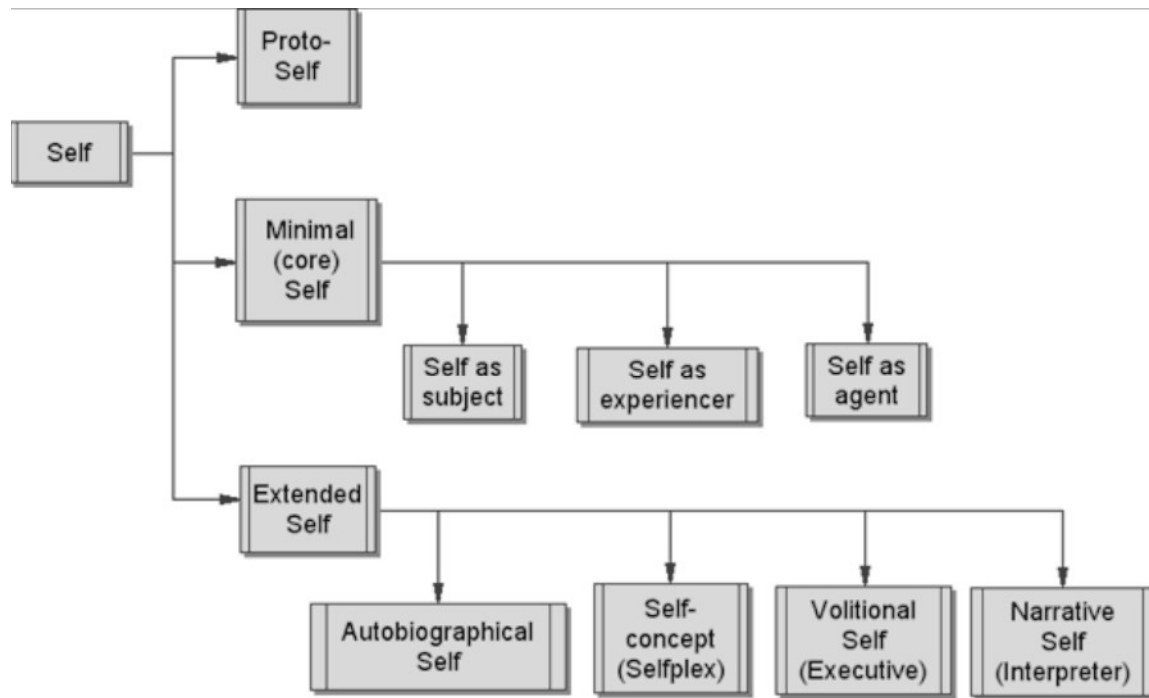 Proto-
Self
Self
Minimal
(core)
Self
Self as
subject
Self as
experiencer
Self as
agent
Extended
Self
Autobiographical
Self
Self-
concept
(Selfplex)
Volitional
Self
(Executive)
Narrative
Self
(Interpreter)